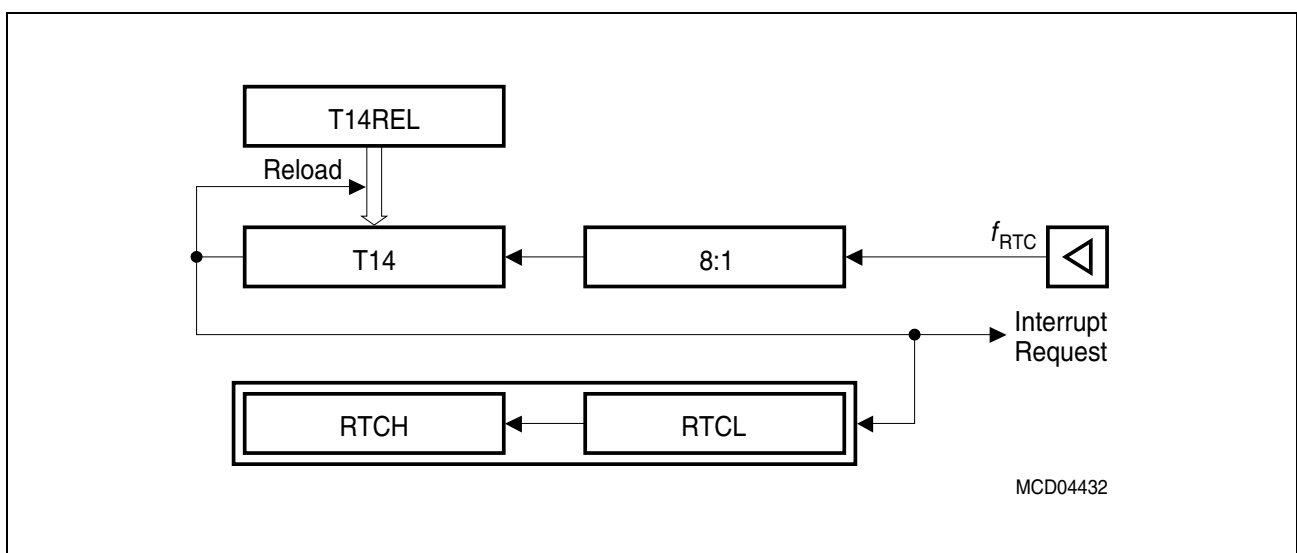 T14REL
Reload
T14
8:1
fRTC
Interrupt
Request
RTCH
RTCL
MCD04432